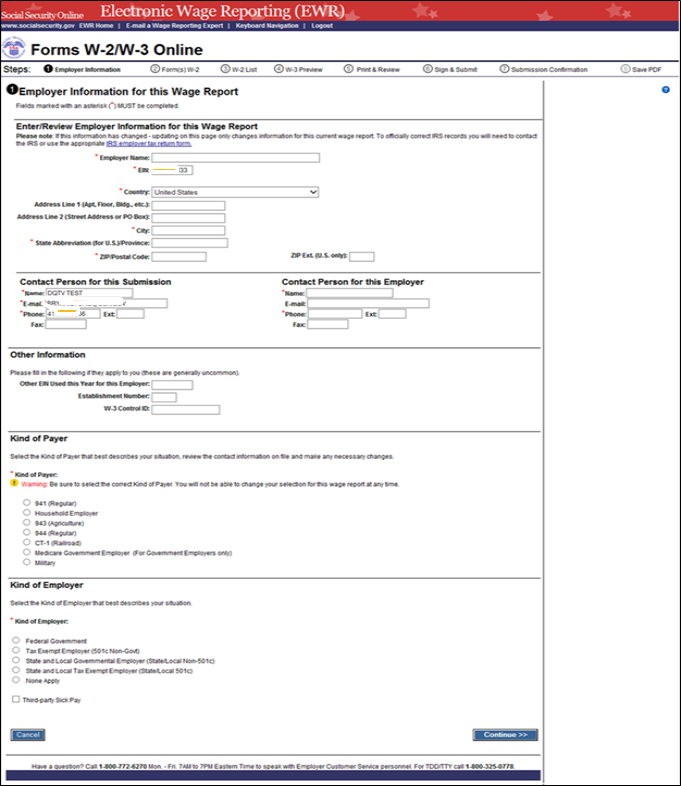 Social Security Online Electronic Wage Reporting (EWR)
www.socialsecurity.gov EWR Home | E-mail a Wage Reporting Expert | Keyboard Navigation | Logout
Forms W-2/W-3 Online
Steps: 1 Employer Information 2 Form(s) W-2 3 W-2 List 4 W-3 Preview 5 Print & Review 6 Sign & Submit 7 Submission Confirmation 8 Save PDF
1 Employer Information for this Wage Report
Fields marked with an asterisk (*) MUST be completed.
Enter/Review Employer Information for this Wage Report
Please note: If this information has changed - updating on this page only changes information for this current wage report. To officially correct IRS records you will need to contact
the IRS or use the appropriate IRS employer tax return form.
* Employer Name:
* EIN: 33
* Country: United States
Address Line 1 (Apt, Floor, Bldg., etc.):
Address Line 2 (Street Address or PO Box):
* City:
* State Abbreviation (for U.S.)/Province:
* ZIP/Postal Code: ZIP Ext. (U.S. only):
Contact Person for this Submission Contact Person for this Employer
*Name: DQTV TEST *Name:
*E-mail: E-mail:
*Phone: 41 Ext: *Phone: Ext:
Fax: Fax:
Other Information
Please fill in the following if they apply to you (these are generally uncommon).
Other EIN Used this Year for this Employer:
Establishment Number:
W-3 Control ID:
Kind of Payer
Select the Kind of Payer that best describes your situation, review the contact information on file and make any necessary changes.
* Kind of Payer:
! Warning: Be sure to select the correct Kind of Payer. You will not be able to change your selection for this wage report at any time.
941 (Regular)
Household Employer
943 (Agriculture)
944 (Regular)
CT-1 (Railroad)
Medicare Government Employer (For Government Employers only)
Military
Kind of Employer
Select the Kind of Employer that best describes your situation.
* Kind of Employer:
Federal Government
Tax Exempt Employer (501c Non-Govt)
State and Local Governmental Employer (State/Local Non-501c)
State and Local Tax Exempt Employer (State/Local 501c)
None Apply
Third-party Sick Pay
Cancel Continue >>
Have a question? Call 1-800-772-6270 Mon. - Fri. 7AM to 7PM Eastern Time to speak with Employer Customer Service personnel. For TDD/TTY call 1-800-325-0778.